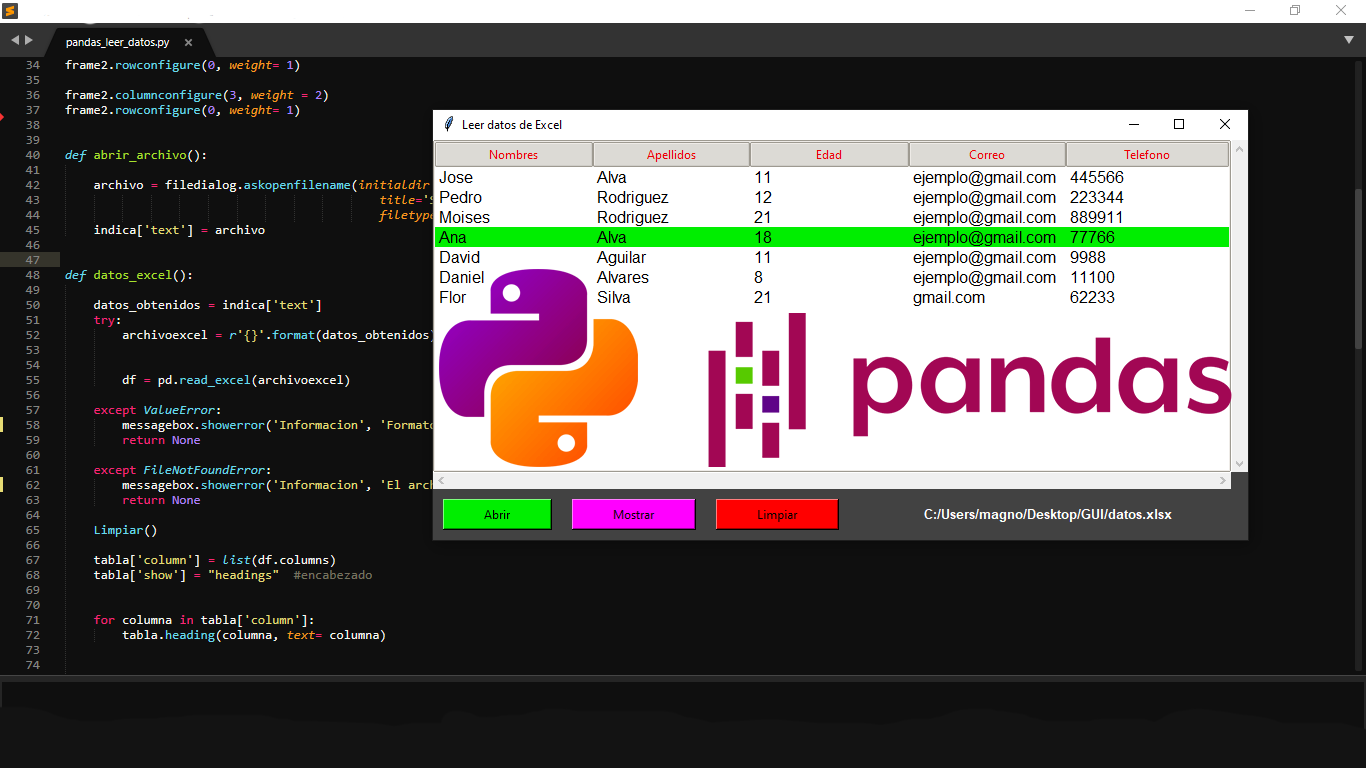 pandas_leer_datos.py ×
34 frame2.rowconfigure(0, weight= 1)
35
36 frame2.columnconfigure(3, weight = 2)
37 frame2.rowconfigure(0, weight= 1)
38
39
40 def abrir_archivo():
41
42 archivo = filedialog.askopenfilename(initialdir
43 title='S
44 filetype
45 indica['text'] = archivo
46
47
48 def datos_excel():
49
50 datos_obtenidos = indica['text']
51 try:
52 archivoexcel = r'{}'.format(datos_obtenidos)
53
54
55 df = pd.read_excel(archivoexcel)
56
57 except ValueError:
58 messagebox.showerror('Informacion', 'Formato
59 return None
60
61 except FileNotFoundError:
62 messagebox.showerror('Informacion', 'El arch
63 return None
64
65 Limpiar()
66
67 tabla['column'] = list(df.columns)
68 tabla['show'] = "headings" #encabezado
69
70
71 for columna in tabla['column']:
72 tabla.heading(columna, text= columna)
73
74
Leer datos de Excel
Nombres Apellidos Edad Correo Telefono
Jose Alva 11 ejemplo@gmail.com 445566
Pedro Rodriguez 12 ejemplo@gmail.com 223344
Moises Rodriguez 21 ejemplo@gmail.com 889911
Ana Alva 18 ejemplo@gmail.com 77766
David Aguilar 11 ejemplo@gmail.com 9988
Daniel Alvares 8 ejemplo@gmail.com 11100
Flor Silva 21 gmail.com 62233
pandas
Abrir Mostrar Limpiar C:/Users/magno/Desktop/GUI/datos.xlsx